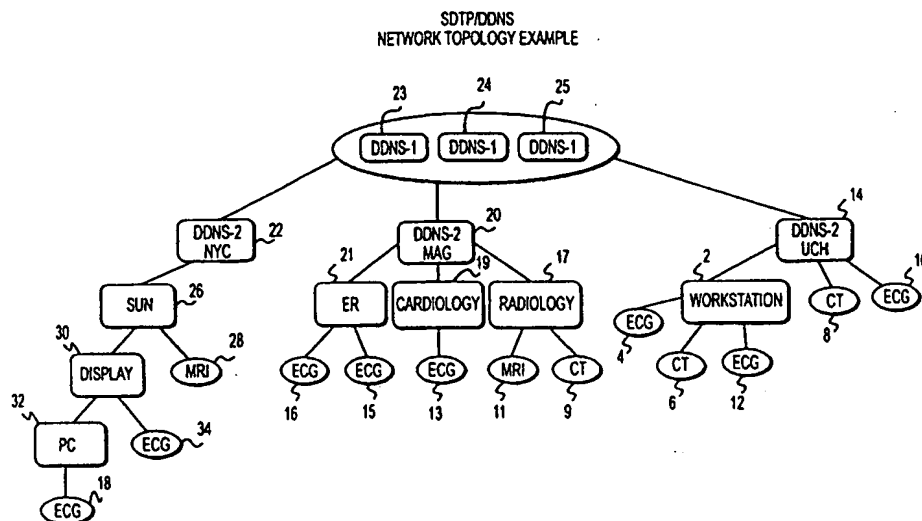 SDTP/DDNS
NETWORK TOPOLOGY EXAMPLE
23
24
25
DDNS-1
DDNS-1
DDNS-1
DDNS-2
NYC
22
DDNS-2
MAG
20
DDNS-2
UCH
14
21
19
17
2
10
SUN
26
ER
CARDIOLOGY
RADIOLOGY
WORKSTATION
CT
8
ECG
ECG
4
30
DISPLAY
MRI
28
ECG
16
ECG
15
ECG
13
MRI
11
CT
9
CT
6
ECG
12
32
PC
ECG
34
ECG
18